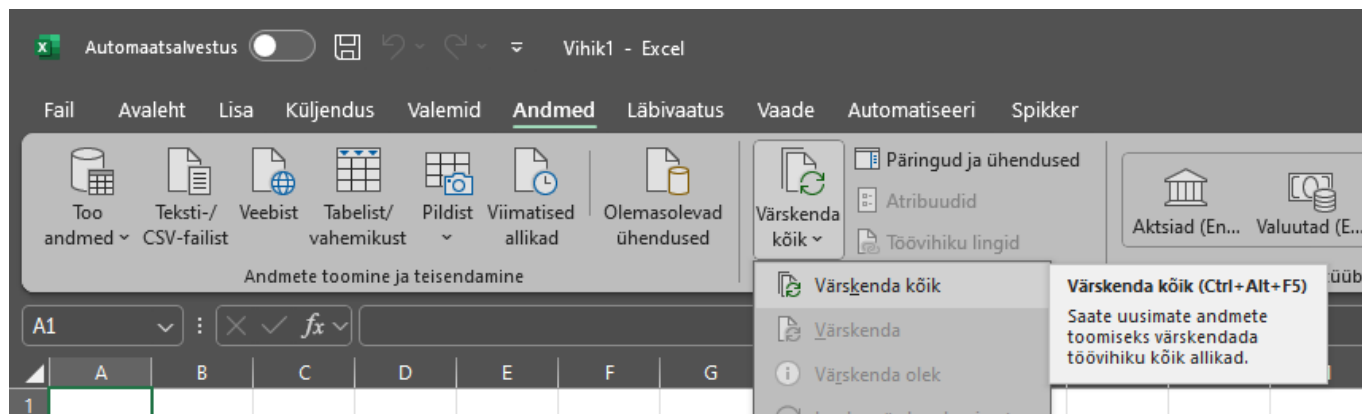 Automaatsalvestus
Vihik1 - Excel
Fail Avaleht Lisa Küljendus Valemid Andmed Läbivaatus Vaade Automatiseeri Spikker
Too andmed
Teksti-/ CSV-failist
Veebist
Tabelist/ vahemikust
Pildist
Viimatised allikad
Olemasolevad ühendused
Andmete toomine ja teisendamine
Värskenda kõik
Päringud ja ühendused
Atribuudid
Töövihiku lingid
Aktsiad (En...
Valuutad (E...
Värskenda kõik
Värskenda
Värskenda olek
Värskenda kõik (Ctrl+Alt+F5)
Saate uusimate andmete
toomiseks värskendada
töövihiku kõik allikad.
A1
fx
A B C D E F G
1